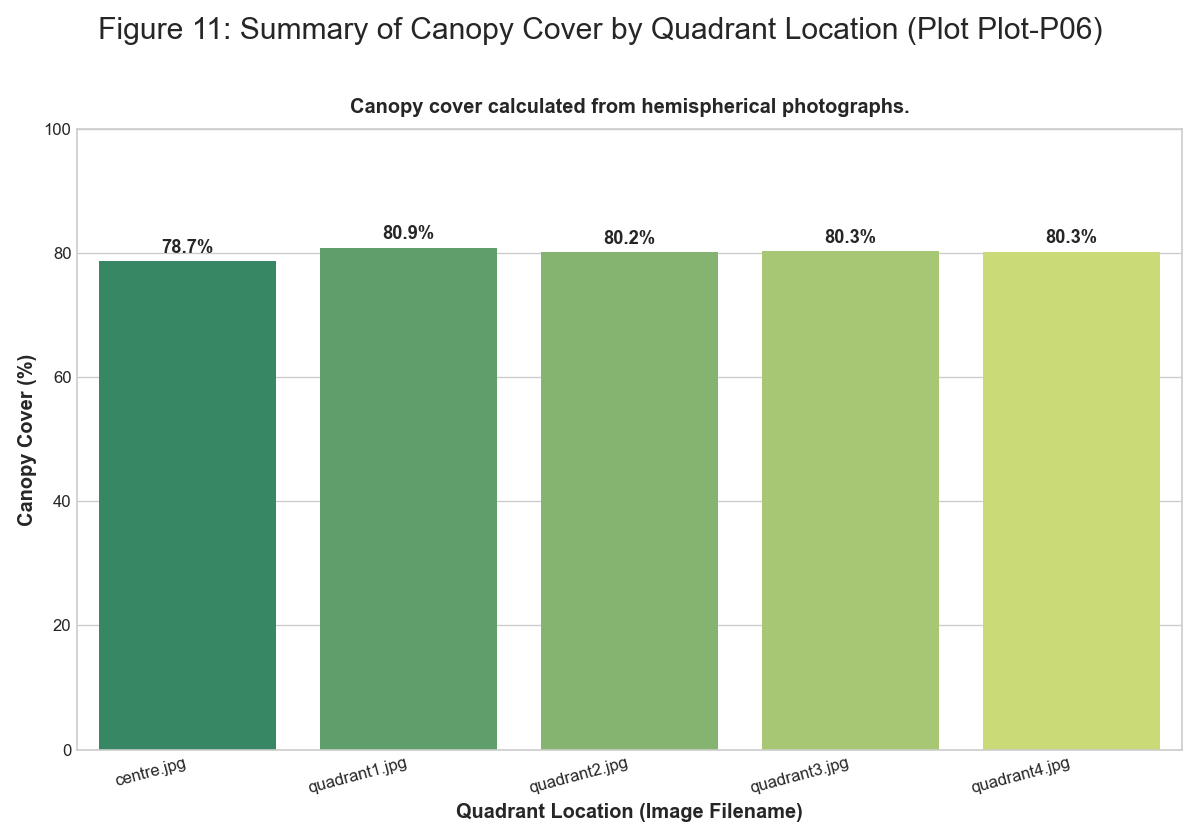 Figure 11: Summary of Canopy Cover by Quadrant Location (Plot Plot-P06)
Canopy cover calculated from hemispherical photographs.
Canopy Cover (%)
100
80
60
40
20
0
78.7%
80.9%
80.2%
80.3%
80.3%
centre.jpg
quadrant1.jpg
quadrant2.jpg
quadrant3.jpg
quadrant4.jpg
Quadrant Location (Image Filename)